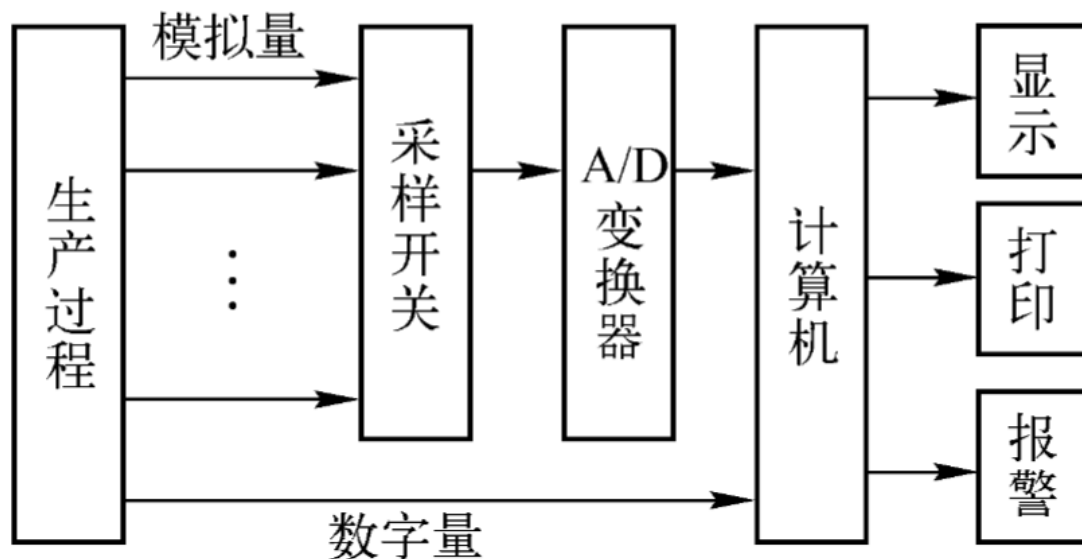 生产过程
模拟量
采样开关
A/D
变换器
计算机
显示
打印
报警
数字量